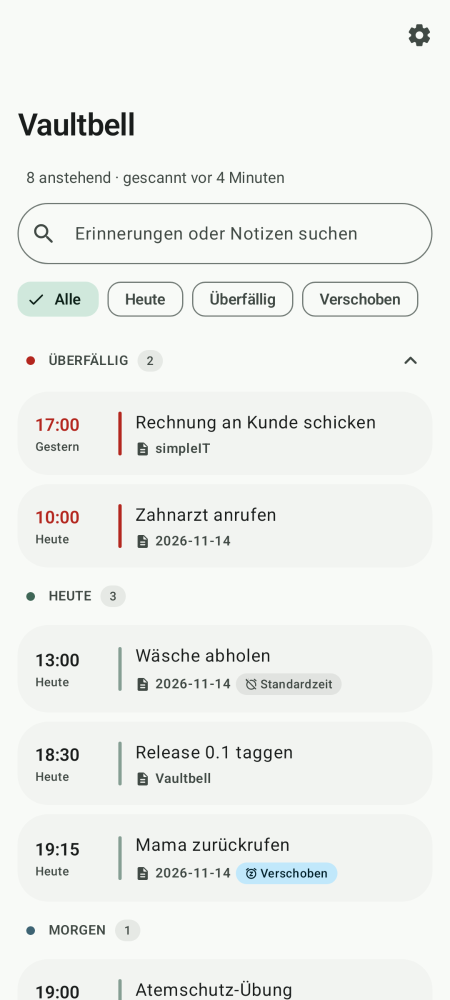 Vaultbell
8 anstehend · gescannt vor 4 Minuten
Erinnerungen oder Notizen suchen
Alle Heute Überfällig Verschoben
ÜBERFÄLLIG 2
17:00 Rechnung an Kunde schicken
Gestern simpleIT
10:00 Zahnarzt anrufen
Heute 2026-11-14
HEUTE 3
13:00 Wäsche abholen
Heute 2026-11-14 Standardzeit
18:30 Release 0.1 taggen
Heute Vaultbell
19:15 Mama zurückrufen
Heute 2026-11-14 Verschoben
MORGEN 1
19:00 Atemschutz-Übung